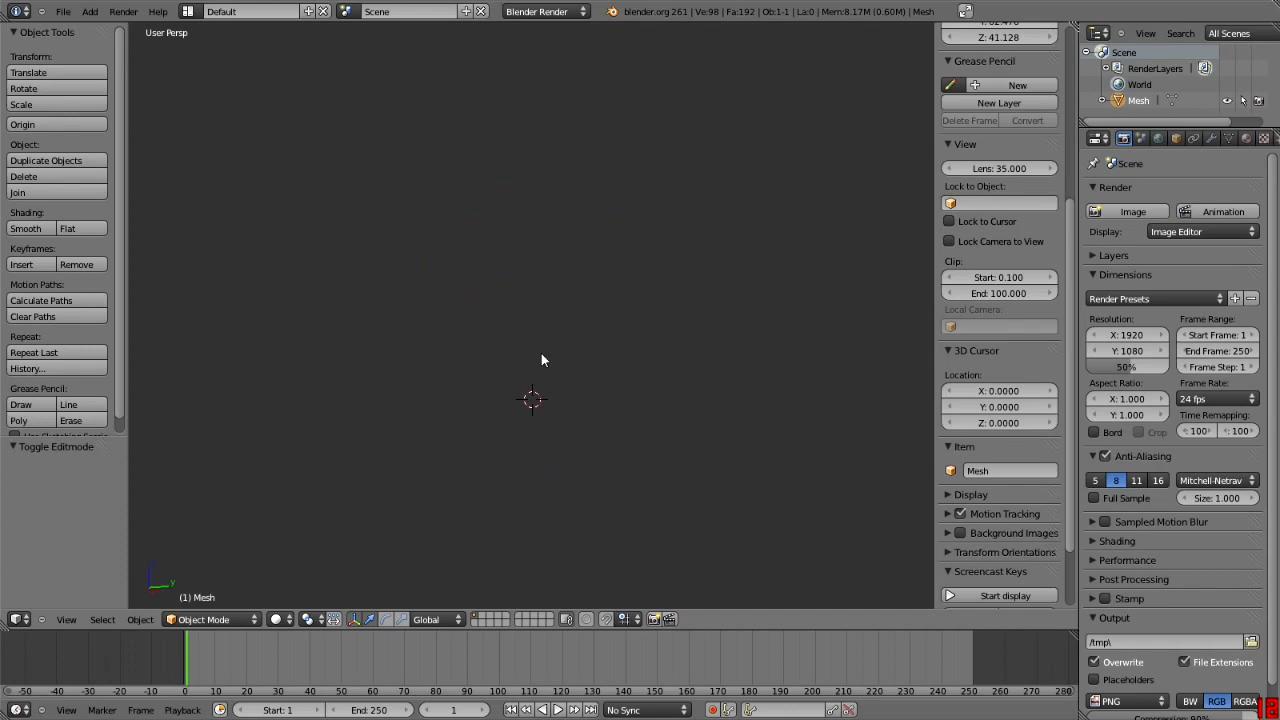 File Add Render Help Default Scene Blender Render blender.org 261 | Ve:98 | Fa:192 | Ob:1-1 | La:0 | Mem:8.17M (0.60M) | Mesh
Object Tools
Transform:
Translate
Rotate
Scale
Origin
Object:
Duplicate Objects
Delete
Join
Shading:
Smooth Flat
Keyframes:
Insert Remove
Motion Paths:
Calculate Paths
Clear Paths
Repeat:
Repeat Last
History...
Grease Pencil:
Draw Line
Poly Erase
Toggle Editmode
User Persp
y
(1) Mesh
Z: 41.128
Grease Pencil
New
New Layer
Delete Frame Convert
View
Lens: 35.000
Lock to Object:
Lock to Cursor
Lock Camera to View
Clip:
Start: 0.100
End: 100.000
Local Camera:
3D Cursor
Location:
X: 0.0000
Y: 0.0000
Z: 0.0000
Item
Mesh
Display
Motion Tracking
Background Images
Transform Orientations
Screencast Keys
Start display
View Search All Scenes
Scene
RenderLayers |
World
Mesh |
Scene
Render
Image Animation
Display: Image Editor
Layers
Dimensions
Render Presets
Resolution: Frame Range:
X: 1920 Start Frame: 1
Y: 1080 End Frame: 250
50% Frame Step: 1
Aspect Ratio: Frame Rate:
X: 1.000 24 fps
Y: 1.000 Time Remapping:
Bord Crop 100 100
Anti-Aliasing
5 8 11 16 Mitchell-Netrav
Full Sample Size: 1.000
Sampled Motion Blur
Shading
Performance
Post Processing
Stamp
Output
/tmp\
Overwrite File Extensions
Placeholders
PNG BW RGB RGBA
View Select Object Object Mode Global
-50 -40 -30 -20 -10 0 10 20 30 40 50 60 70 80 90 100 110 120 130 140 150 160 170 180 190 200 210 220 230 240 250 260 270 280
View Marker Frame Playback Start: 1 End: 250 1 No Sync